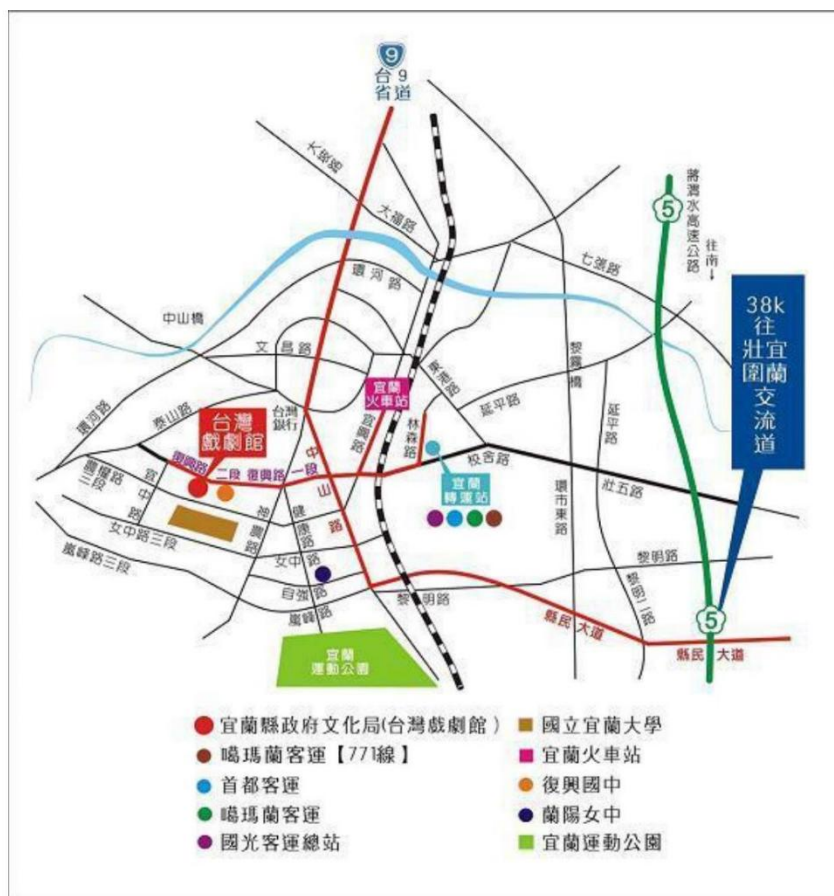 9
台9
省道
大坡路
大福路
5
蔣渭水高速公路
往南↓
七張路
環河路
中山橋
38k
往宜蘭
壯圍交流道
文昌路
東港路
黎霧橋
宜蘭
火車站
延平路
延平路
環河路
泰山路
台灣
銀行
宜興路
林森路
台灣
戲劇館
中山路
校舍路
復興路 二段
復興路 一段
宜蘭
轉運站
農權路
三段
宜中路
神農路
健康路
環市東路
壯五路
女中路三段
女中路
嵐峰路三段
自強路
嵐峰路
黎明路
黎明路
黎明二路
縣民大道
5
縣民大道
宜蘭
運動公園
宜蘭縣政府文化局(台灣戲劇館)
國立宜蘭大學
噶瑪蘭客運【771線】
宜蘭火車站
首都客運
復興國中
噶瑪蘭客運
蘭陽女中
國光客運總站
宜蘭運動公園